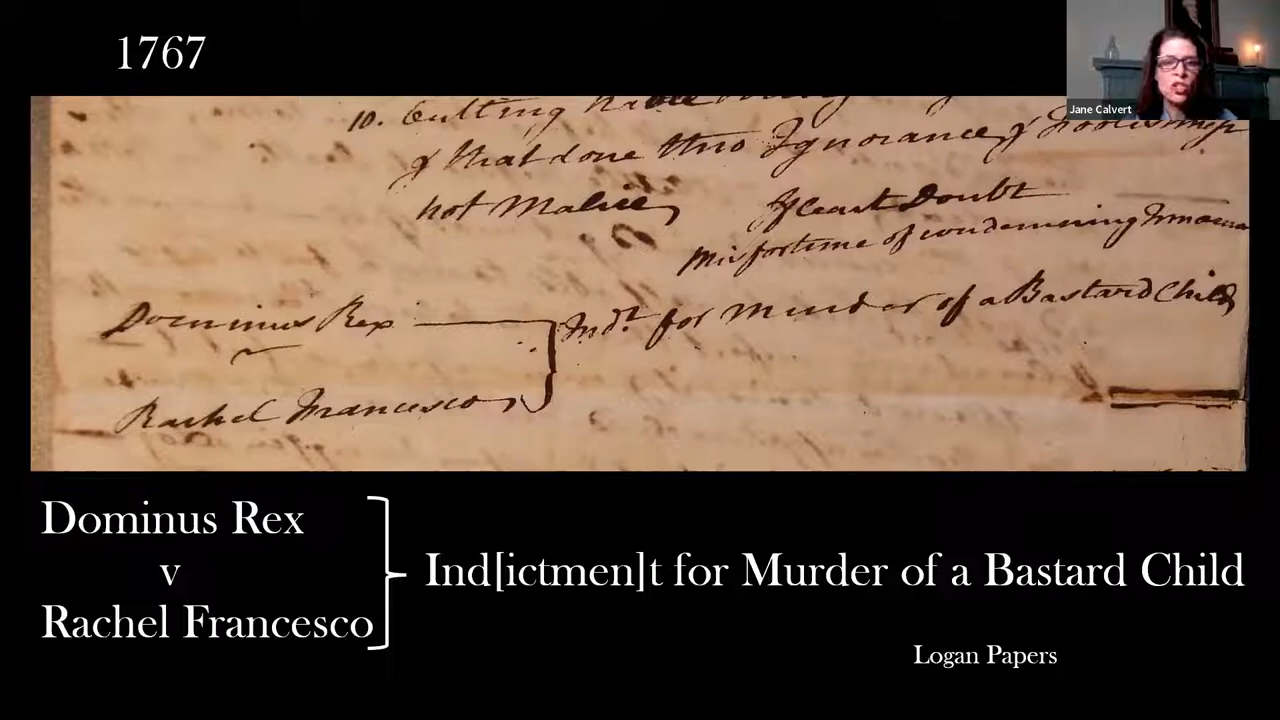 1767
Jane Calvert
10. Cutting
& that done thro Ignorance &
not Malice,
If least Doubt
Misfortune of condemning
Dominus Rex
v
Rachel Francesco,
Indt for Murder of a Bastard Child
Dominus Rex
v
Rachel Francesco
Ind[ictmen]t for Murder of a Bastard Child
Logan Papers